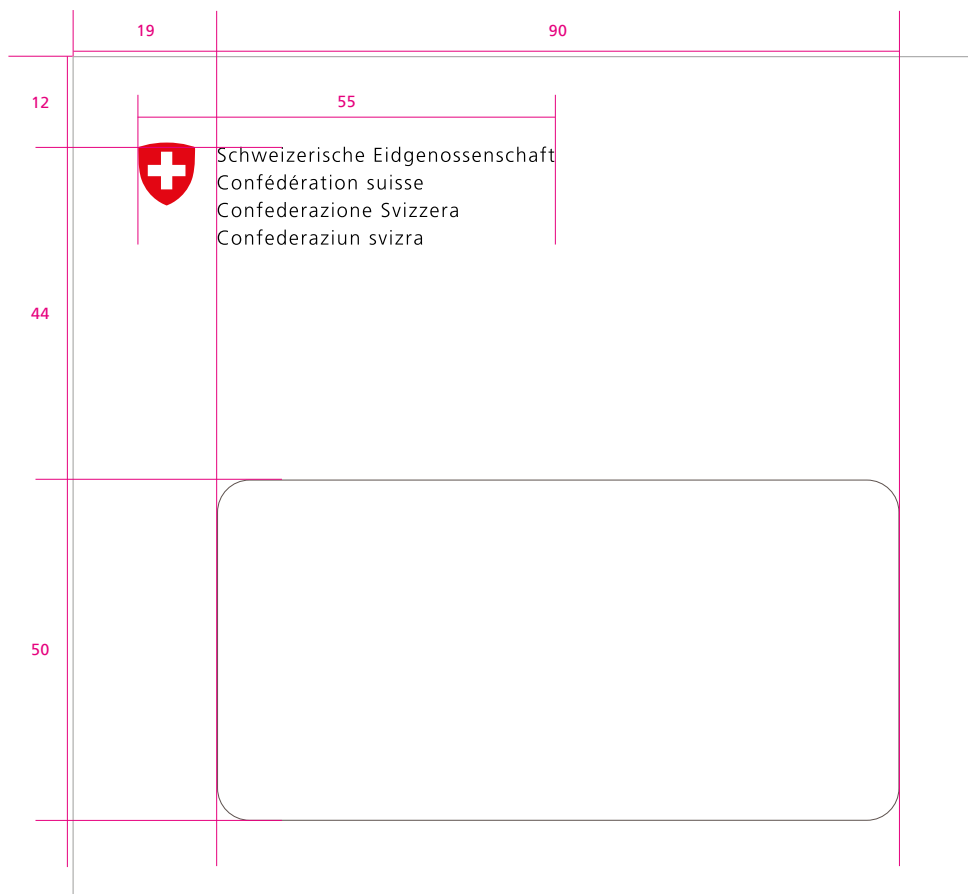 19
90
12
55
Schweizerische Eidgenossenschaft
Confédération suisse
Confederazione Svizzera
Confederaziun svizra
44
50